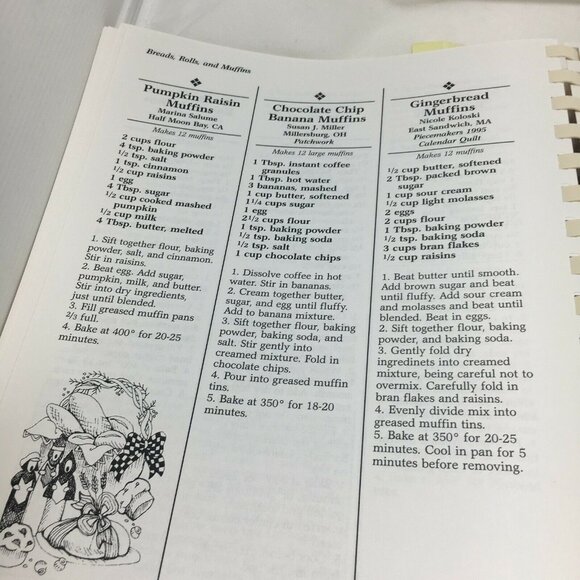 Breads, Rolls, and Muffins
Pumpkin Raisin
Muffins
Marina Salume
Half Moon Bay, CA
Makes 12 muffins
2 cups flour
4 tsp. baking powder
1/2 tsp. salt
1 tsp. cinnamon
1/2 cup raisins
1 egg
4 Tbsp. sugar
1/2 cup cooked mashed
pumpkin
1/2 cup milk
4 Tbsp. butter, melted
1. Sift together flour, baking
powder, salt, and cinnamon.
Stir in raisins.
2. Beat egg. Add sugar,
pumpkin, milk, and butter.
Stir into dry ingredients,
just until blended.
3. Fill greased muffin pans
2/3 full.
4. Bake at 400° for 20-25
minutes.
Chocolate Chip
Banana Muffins
Susan J. Miller
Millersburg, OH
Patchwork
Makes 12 large muffins
1 Tbsp. instant coffee
granules
1 Tbsp. hot water
3 bananas, mashed
1 cup butter, softened
1 1/4 cups sugar
1 egg
2 1/2 cups flour
1 tsp. baking powder
1 tsp. baking soda
1/2 tsp. salt
1 cup chocolate chips
1. Dissolve coffee in hot
water. Stir in bananas.
2. Cream together butter,
sugar, and egg until fluffy.
Add to banana mixture.
3. Sift together flour, baking
powder, baking soda, and
salt. Stir gently into
creamed mixture. Fold in
chocolate chips.
4. Pour into greased muffin
tins.
5. Bake at 350° for 18-20
minutes.
Gingerbread
Muffins
Nicole Koloski
East Sandwich, MA
Piecemakers 1995
Calendar Quilt
Makes 12 muffins
1/2 cup butter, softened
2 Tbsp. packed brown
sugar
1 cup sour cream
1/2 cup light molasses
2 eggs
2 cups flour
1 tsp. baking powder
1/2 tsp. baking soda
3 cups bran flakes
1/2 cup raisins
1. Beat butter until smooth.
Add brown sugar and beat
until fluffy. Add sour cream
and molasses and beat until
blended. Beat in eggs.
2. Sift flour, baking powder,
powder, and baking soda.
3. Gently fold dry
ingredinets into creamed
mixture, being careful not to
overmix. Carefully fold in
bran flakes and raisins.
4. Evenly divide mix into
greased muffin tins.
5. Bake at 350° for 20-25
minutes. Cool in pan for 5
minutes before removing.